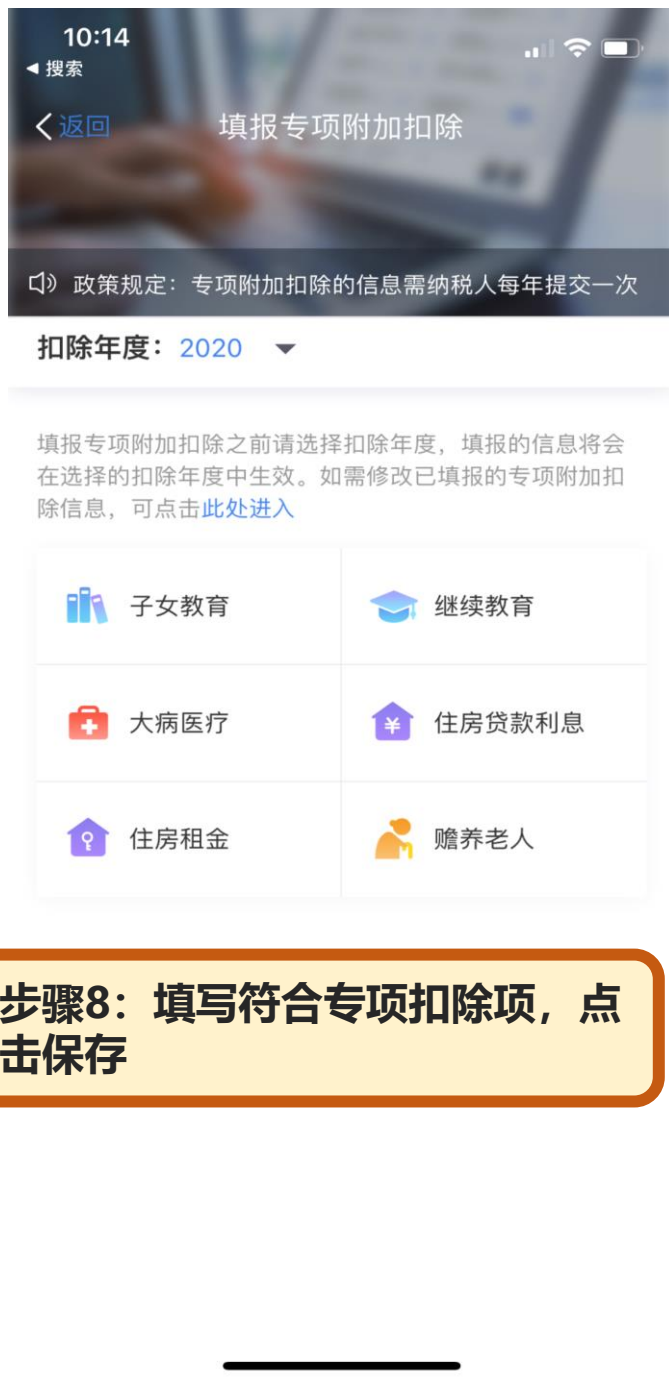 10:14
◀ 搜索
返回
填报专项附加扣除
政策规定：专项附加扣除的信息需纳税人每年提交一次
扣除年度：2020
填报专项附加扣除之前请选择扣除年度，填报的信息将会
在选择的扣除年度中生效。如需修改已填报的专项附加扣
除信息，可点击此处进入
子女教育
继续教育
大病医疗
住房贷款利息
住房租金
赡养老人
步骤8：填写符合专项扣除项，点
击保存